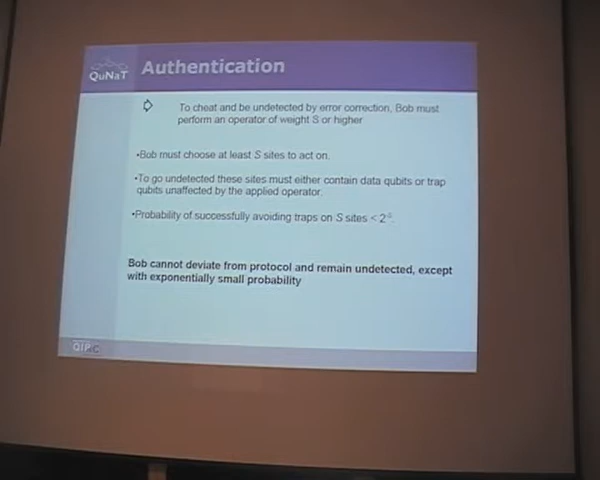 QuNaT
Authentication
To cheat and be undetected by error correction, Bob must
perform an operator of weight S or higher
•Bob must choose at least S sites to act on.
•To go undetected these sites must either contain data qubits or trap
qubits unaffected by the applied operator.
•Probability of successfully avoiding traps on S sites < 2
Bob cannot deviate from protocol and remain undetected, except
with exponentially small probability
QIP